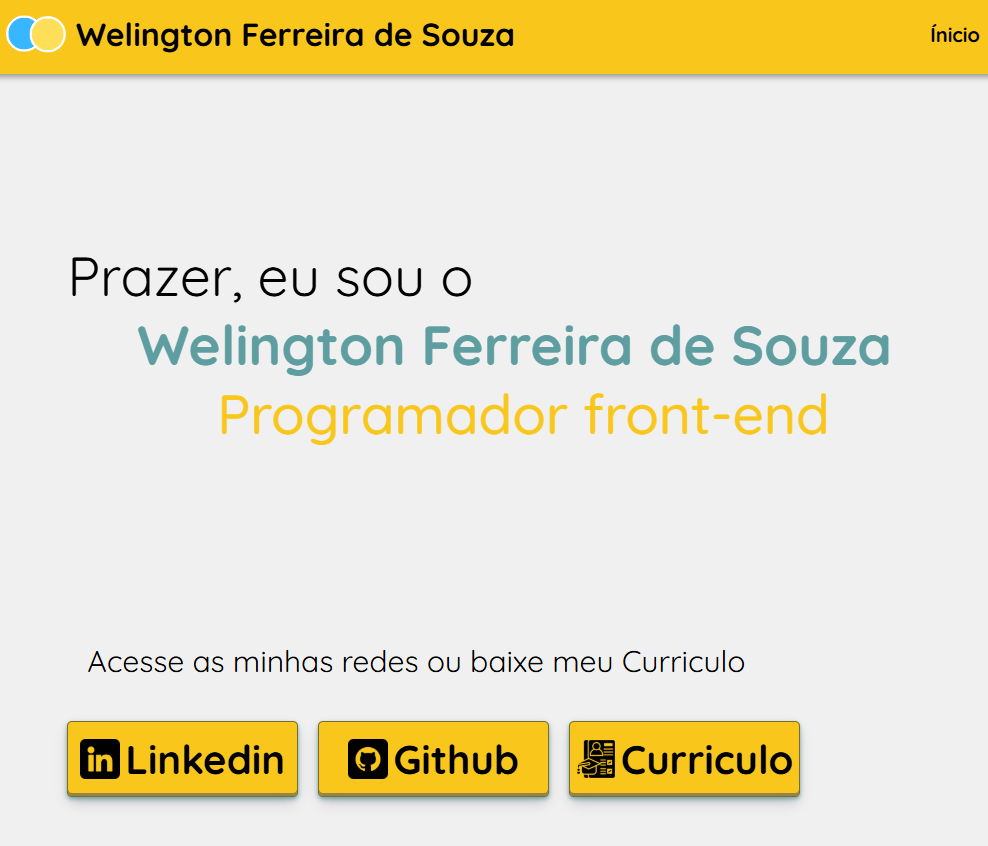 Welington Ferreira de Souza
Ínicio
Prazer, eu sou o
Welington Ferreira de Souza
Programador front-end
Acesse as minhas redes ou baixe meu Curriculo
in Linkedin
Github
Curriculo